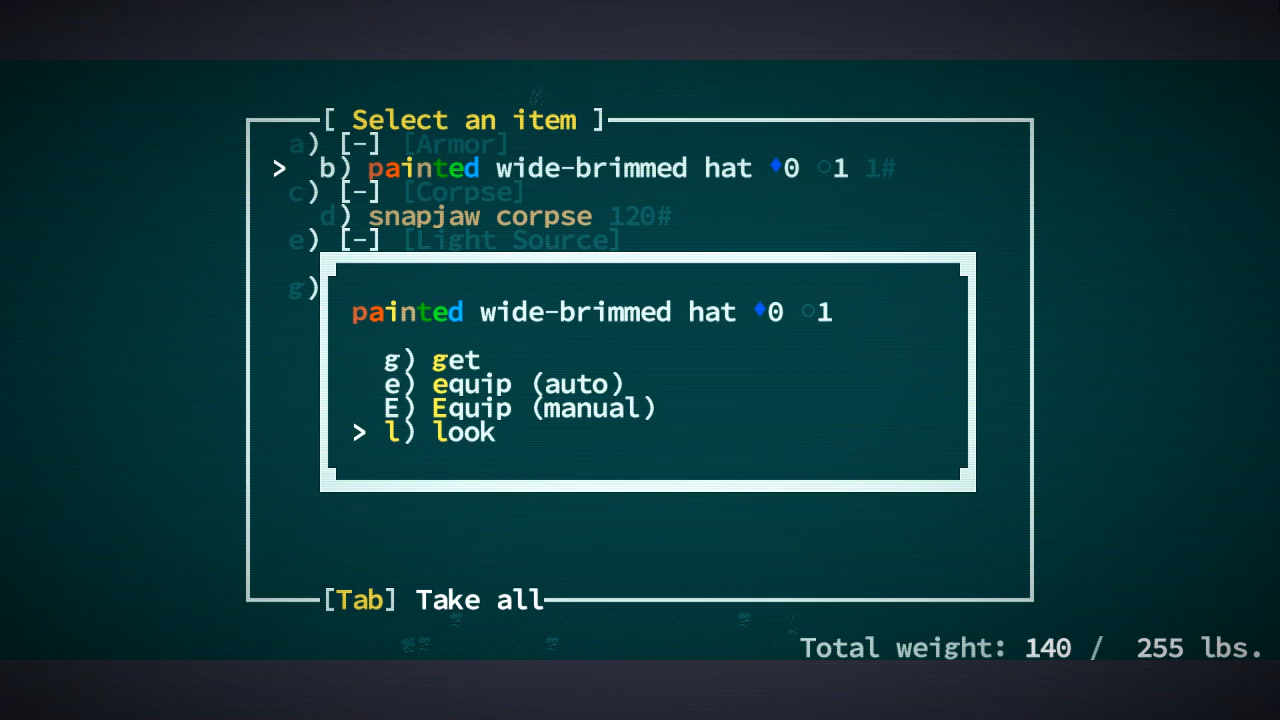 [ Select an item ]
a) [-] [Armor]
> b) painted wide-brimmed hat ♦0 ○1 1#
c) [-] [Corpse]
d) snapjaw corpse 120#
e) [-] [Light Source]
g)
painted wide-brimmed hat ♦0 ○1
g) get
e) equip (auto)
E) Equip (manual)
> l) look
[Tab] Take all
Total weight: 140 / 255 lbs.